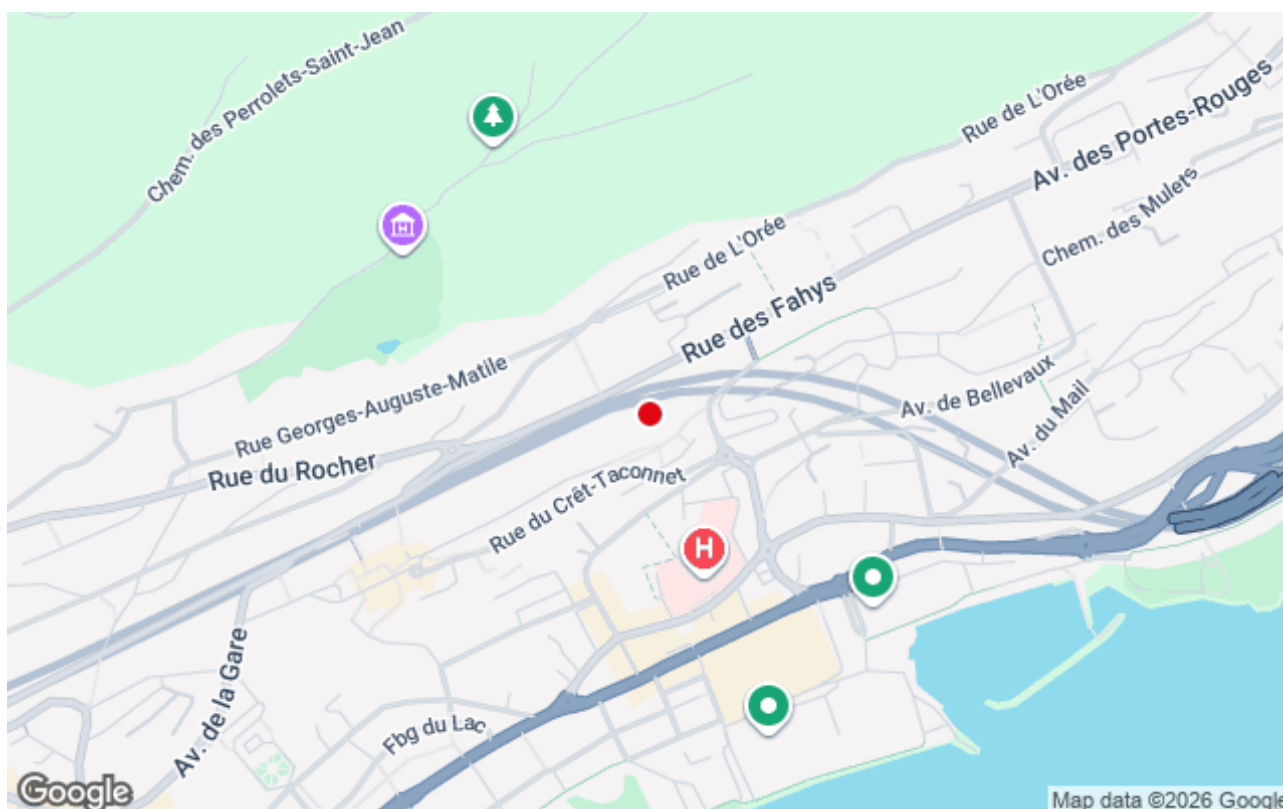 Chem. des Perrolets-Saint-Jean
Rue de L'Orée
Av. des Portes-Rouges
Chem. des Mulets
Rue de L'Orée
Rue des Fahys
Rue Georges-Auguste-Matile
Av. de Bellevaux
Av. du Mail
Rue du Rocher
Rue du Crêt-Taconnet
H
Av. de la Gare
Fbg du Lac
Google
Map data ©2026 Google